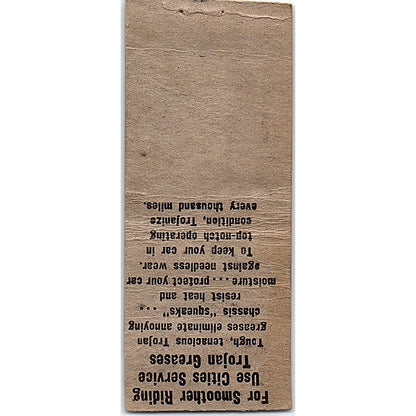 For Smoother Riding
Use Cities Service
Trojan Greases
Tough, tenacious Trojan
greases eliminate annoying
chassis "squeaks" ...
resist heat and
moisture ... protect your car
against needless wear.
To keep your car in
top-notch operating
condition, Trojanize
every thousand miles.